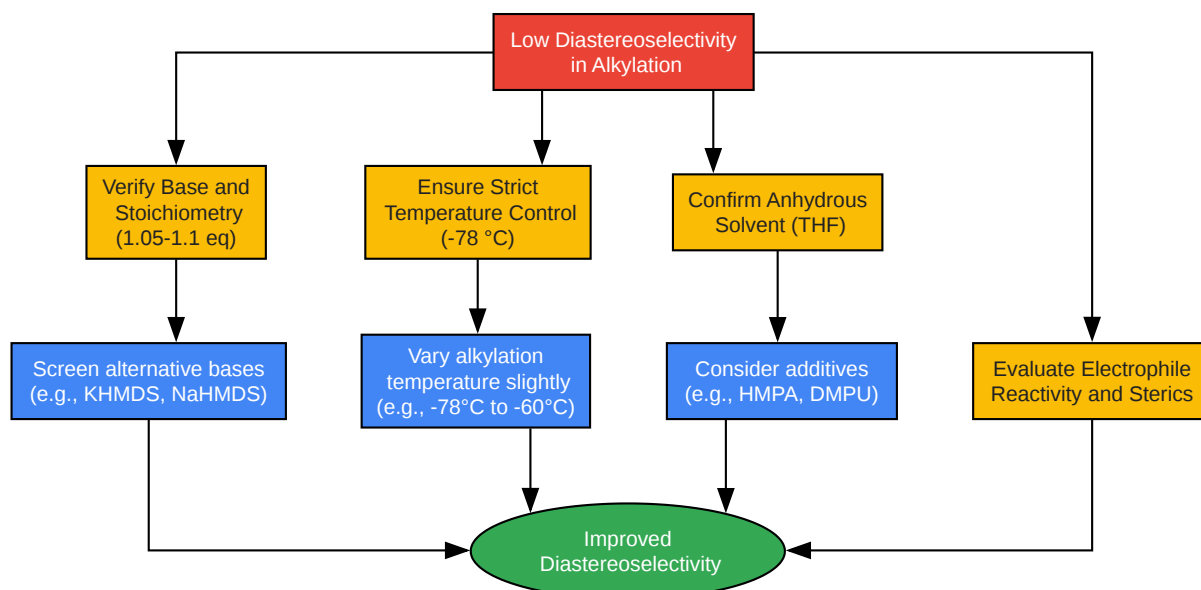 Low Diastereoselectivity
in Alkylation
Verify Base and
Stoichiometry
(1.05-1.1 eq)
Ensure Strict
Temperature Control
(-78 °C)
Confirm Anhydrous
Solvent (THF)
Screen alternative bases
(e.g., KHMDS, NaHMDS)
Vary alkylation
temperature slightly
(e.g., -78°C to -60°C)
Consider additives
(e.g., HMPA, DMPU)
Evaluate Electrophile
Reactivity and Sterics
Improved
Diastereoselectivity